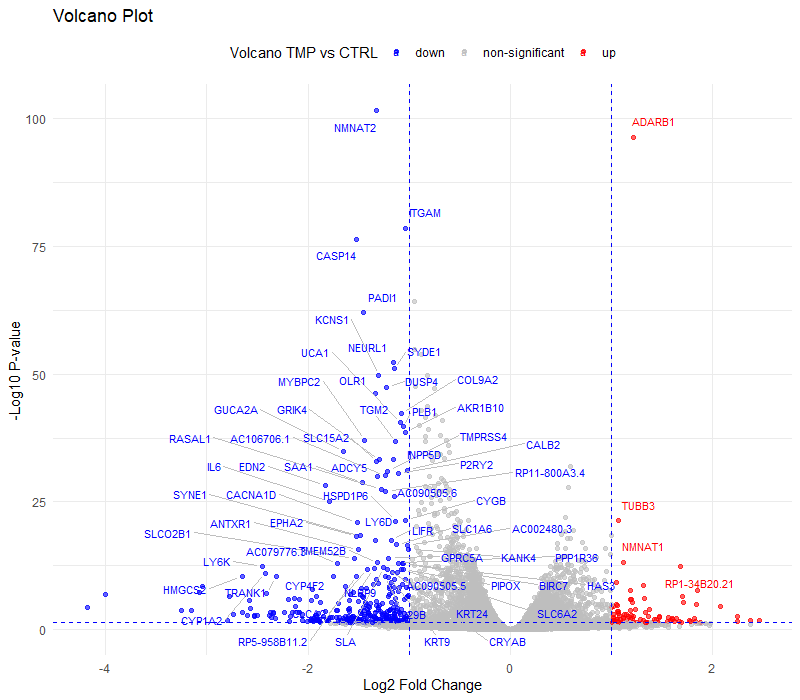 Volcano Plot
Volcano TMP vs CTRL a down a non-significant a up
ADARB1
NMNAT2
ITGAM
CASP14
PADI1
KCNS1
NEURL1
UCA1
SYDE1
OLR1
MYBPC2
DUSP4
COL9A2
GUCA2A
GRIK4
TGM2
PLB1
AKR1B10
RASAL1
AC106706.1
SLC15A2
TMPRSS4
CALB2
NPP5D
IL6
EDN2
SAA1
ADCY5
P2RY2
RP11-800A3.4
SYNE1
CACNA1D
HSPD1P6
AC090505.6
CYGB
TUBB3
ANTXR1
EPHA2
LY6D
SLCO2B1
LIFR
SLC1A6
AC002480.3
AC079776.3
TMEM52B
NMNAT1
LY6K
GPRC5A
KANK4
PPP1R36
HMGCS2
TRANK1
CYP4F2
NLRP9
AC090505.5
PIPOX
BIRC7
HAS3
RP1-34B20.21
CYP1A2
29B
KRT24
SLC6A2
RP5-958B11.2
SLA
KRT9
CRYAB
-Log10 P-value
100
75
50
25
0
-4
-2
0
2
Log2 Fold Change